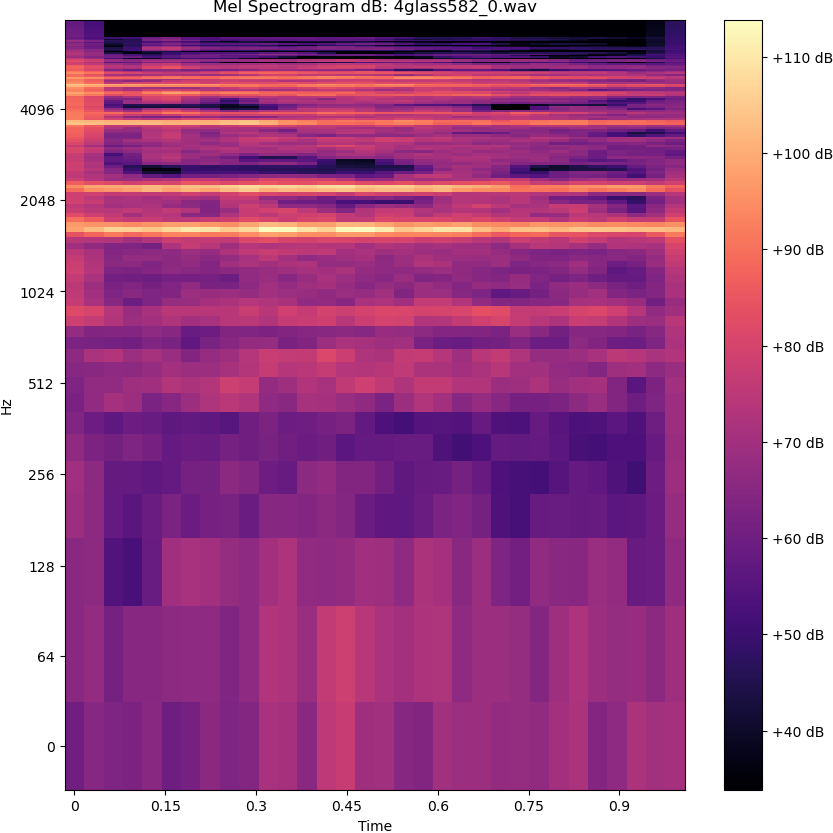 Mel Spectrogram dB: 4glass582_0.wav
+110 dB
4096
+100 dB
2048
+90 dB
1024
+80 dB
512
Hz
+70 dB
256
+60 dB
128
+50 dB
64
+40 dB
0
0 0.15 0.3 0.45 0.6 0.75 0.9
Time